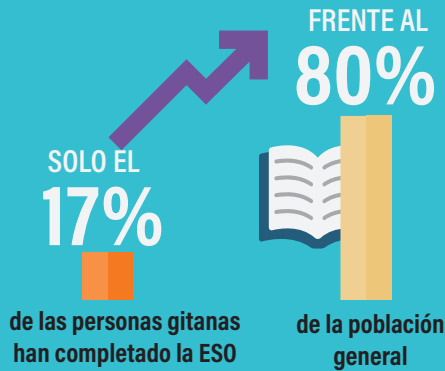 SOLO EL
17%
de las personas gitanas
han completado la ESO
FRENTE AL
80%
de la población
general